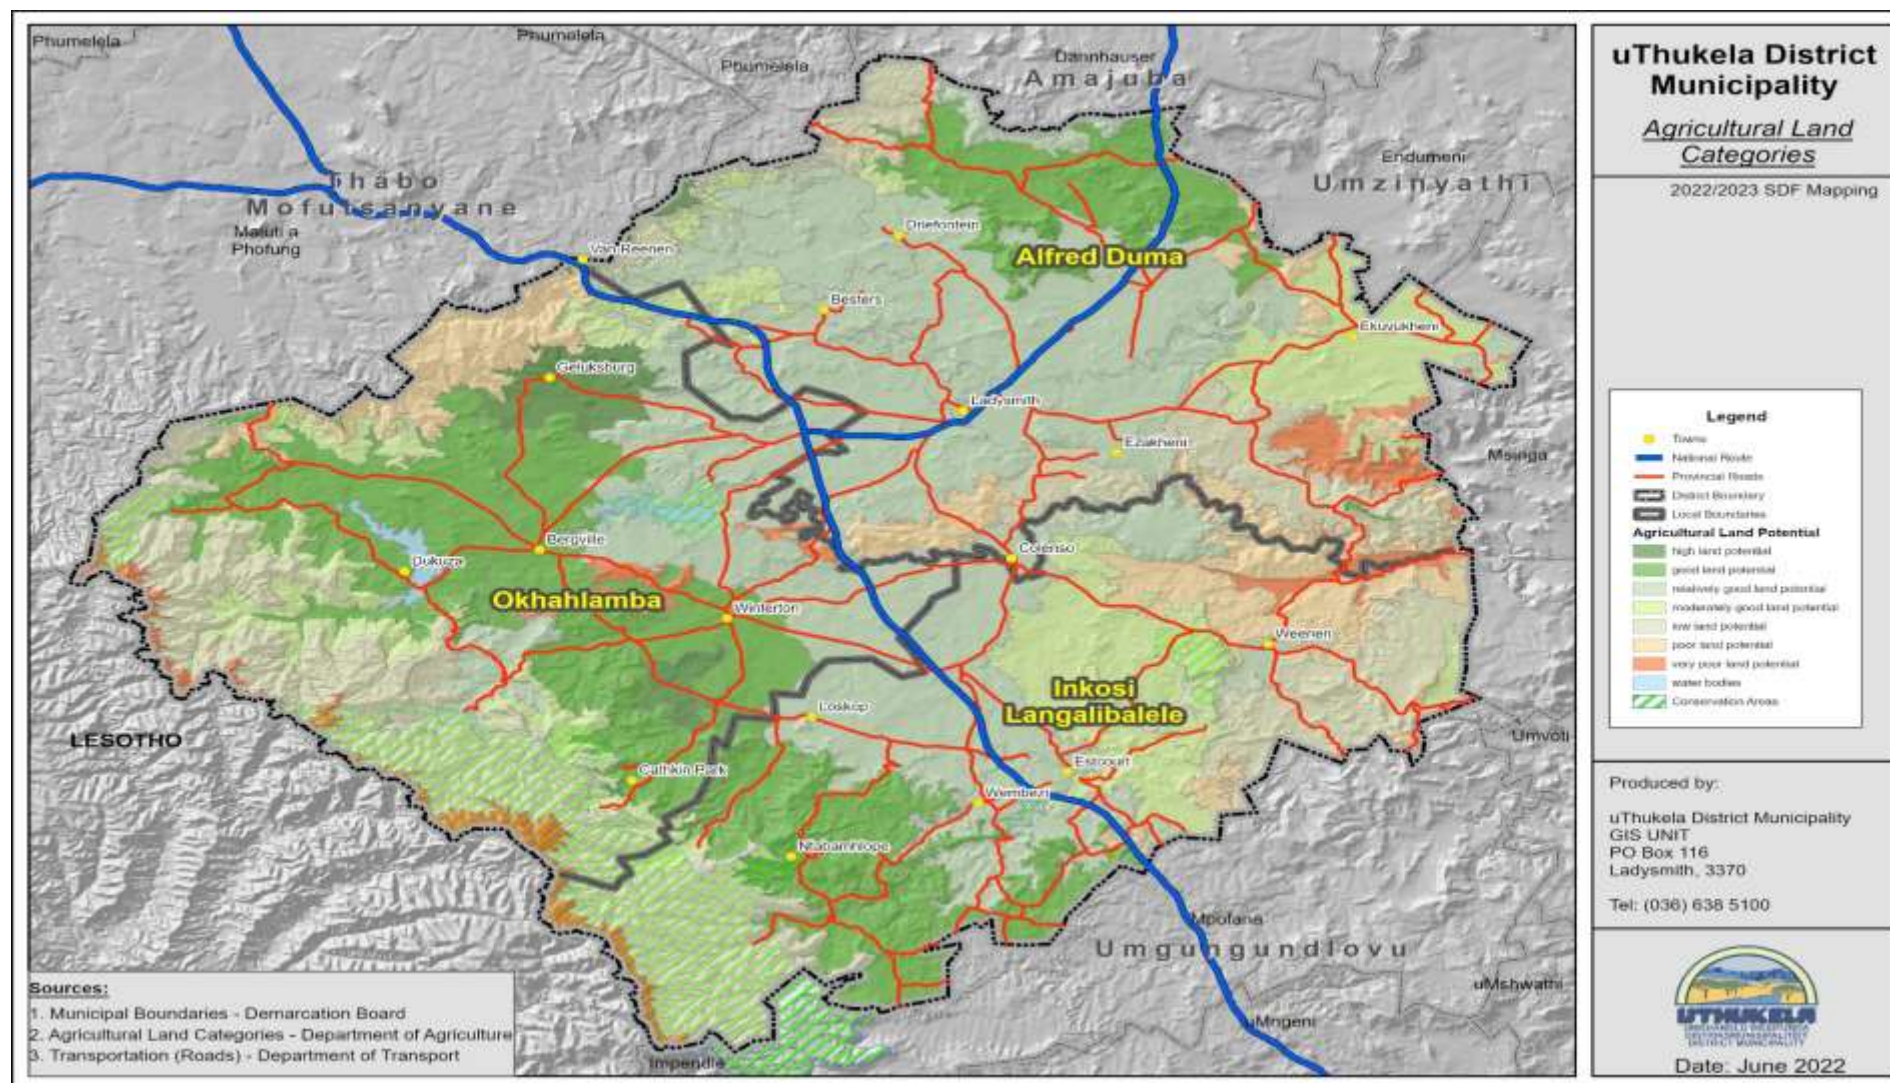 Phumelela
Phumelela
Phumelela
Dannhauser
Amajuba
Endumeni
Umzinyathi
Thabo
Mofutsanyane
Maluti a
Phofung
Van Reenen
Driefontein
Alfred Duma
Besters
Ekuvukheni
Geluksburg
Ladysmith
Ezakheni
Msinga
Bergville
Colenso
Dukuza
Okhahlamba
Winterton
Weenen
Inkosi
Langalibalele
Loskop
LESOTHO
Umvoti
Cathkin Park
Estcourt
Wembezi
Ntabamhlope
Mpofana
Umgungundlovu
uMshwathi
uMngeni
Impendle
Sources:
1. Municipal Boundaries - Demarcation Board
2. Agricultural Land Categories - Department of Agriculture
3. Transportation (Roads) - Department of Transport
uThukela District
Municipality
Agricultural Land
Categories
2022/2023 SDF Mapping
Legend
Towns
National Route
Provincial Roads
District Boundary
Local Boundaries
Agricultural Land Potential
high land potential
good land potential
relatively good land potential
moderately good land potential
low land potential
poor land potential
very poor land potential
water bodies
Conservation Areas
Produced by:
uThukela District Municipality
GIS UNIT
PO Box 116
Ladysmith, 3370
Tel: (036) 638 5100
UTHUKELA
DISTRICT MUNICIPALITY
Date: June 2022